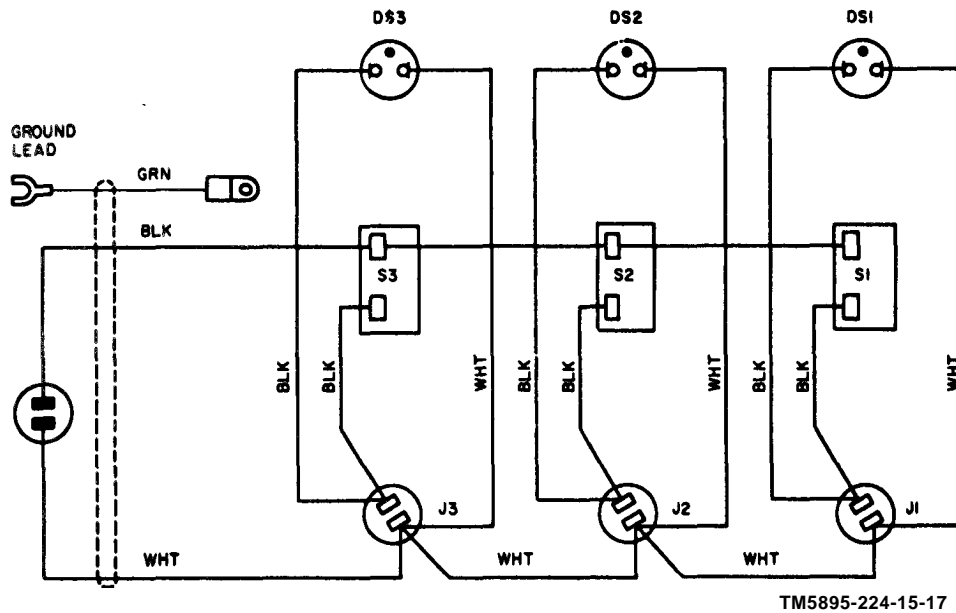 DS3 DS2 DS1
GROUND
LEAD
GRN
BLK
S3 S2 S1
BLK BLK WHT BLK BLK WHT BLK BLK WHT
J3 J2 J1
WHT WHT WHT
TM5895-224-15-17